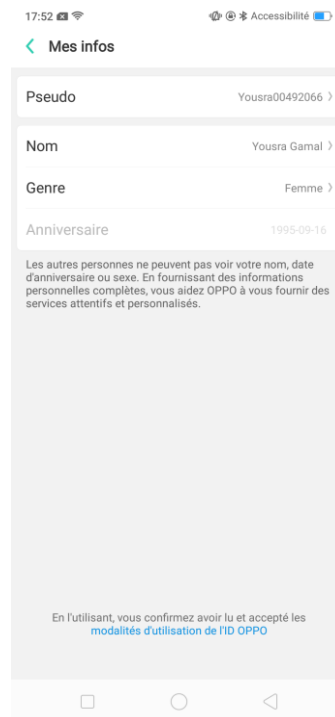 17:52 Accessibilité
Mes infos
Pseudo Yousra00492066
Nom Yousra Gamal
Genre Femme
Anniversaire 1995-09-16
Les autres personnes ne peuvent pas voir votre nom, date
d'anniversaire ou sexe. En fournissant des informations
personnelles complètes, vous aidez OPPO à vous fournir des
services attentifs et personnalisés.
En l'utilisant, vous confirmez avoir lu et accepté les
modalités d'utilisation de l'ID OPPO